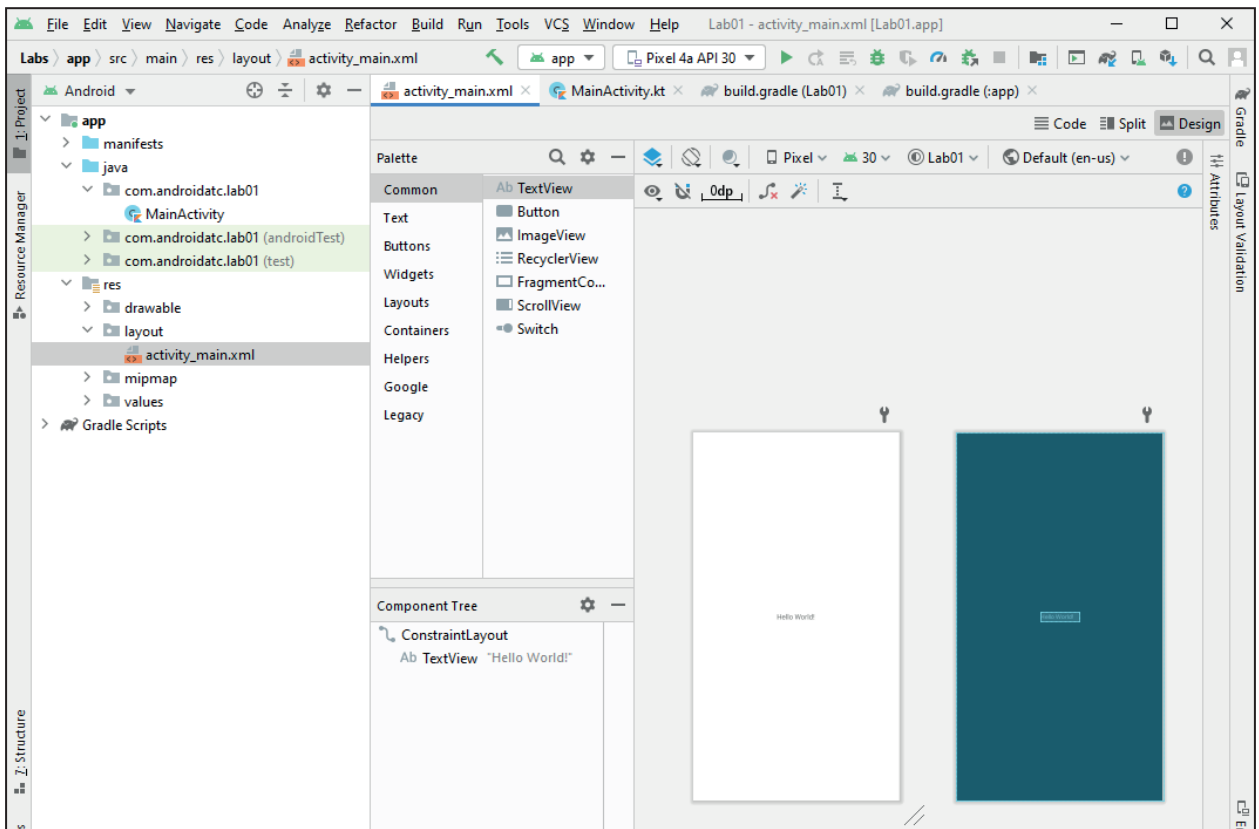 File Edit View Navigate Code Analyze Refactor Build Run Tools VCS Window Help Lab01 - activity_main.xml [Lab01.app]
Labs app src main res layout activity_main.xml app Pixel 4a API 30
1: Project
Resource Manager
7: Structure
Android
app
manifests
java
com.androidatc.lab01
MainActivity
com.androidatc.lab01 (androidTest)
com.androidatc.lab01 (test)
res
drawable
layout
activity_main.xml
mipmap
values
Gradle Scripts
activity_main.xml MainActivity.kt build.gradle (Lab01) build.gradle (:app)
Code Split Design
Palette
Common
Text
Buttons
Widgets
Layouts
Containers
Helpers
Google
Legacy
Ab TextView
Button
ImageView
RecyclerView
FragmentCo...
ScrollView
Switch
Pixel 30 Lab01 Default (en-us)
0dp
Component Tree
ConstraintLayout
Ab TextView "Hello World!"
Hello World!
Hello World!
Attributes
Gradle
Layout Validation